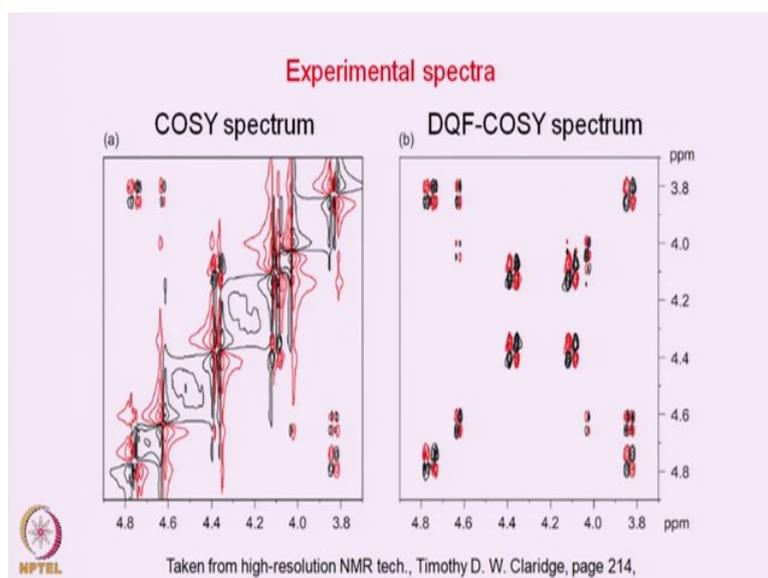 Experimental spectra
COSY spectrum
DQF-COSY spectrum
(a)
(b)
ppm
3.8
4.0
4.2
4.4
4.6
4.8
4.8 4.6 4.4 4.2 4.0 3.8
4.8 4.6 4.4 4.2 4.0 3.8 ppm
NPTEL
Taken from high-resolution NMR tech., Timothy D. W. Claridge, page 214,